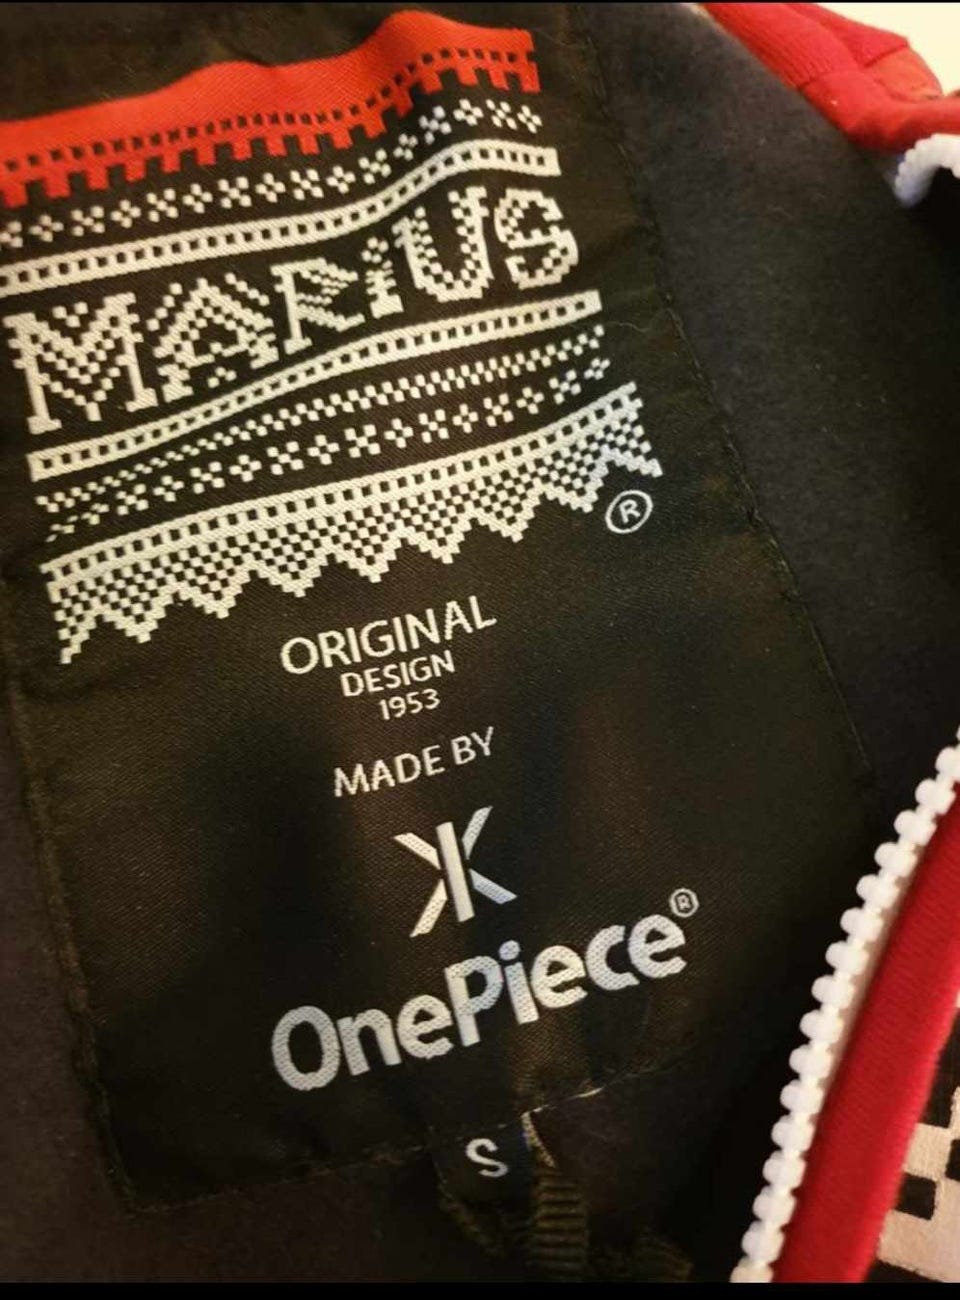 MARIUS
®
ORIGINAL
DESIGN
1953
MADE BY
OnePiece®
S